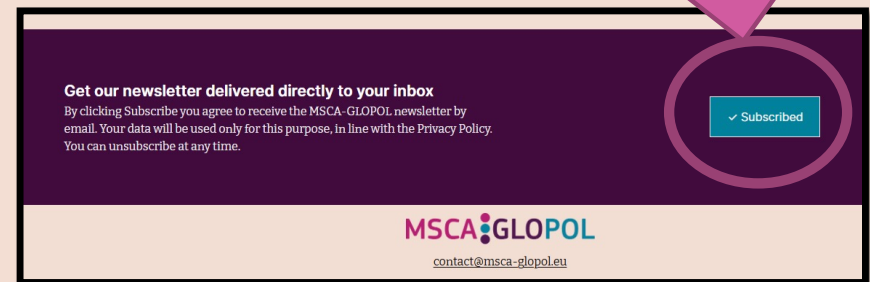 Get our newsletter delivered directly to your inbox
By clicking Subscribe you agree to receive the MSCA-GLOPOL newsletter by
email. Your data will be used only for this purpose, in line with the Privacy Policy.
You can unsubscribe at any time.
✓ Subscribed
MSCA GLOPOL
contact@msca-glopol.eu